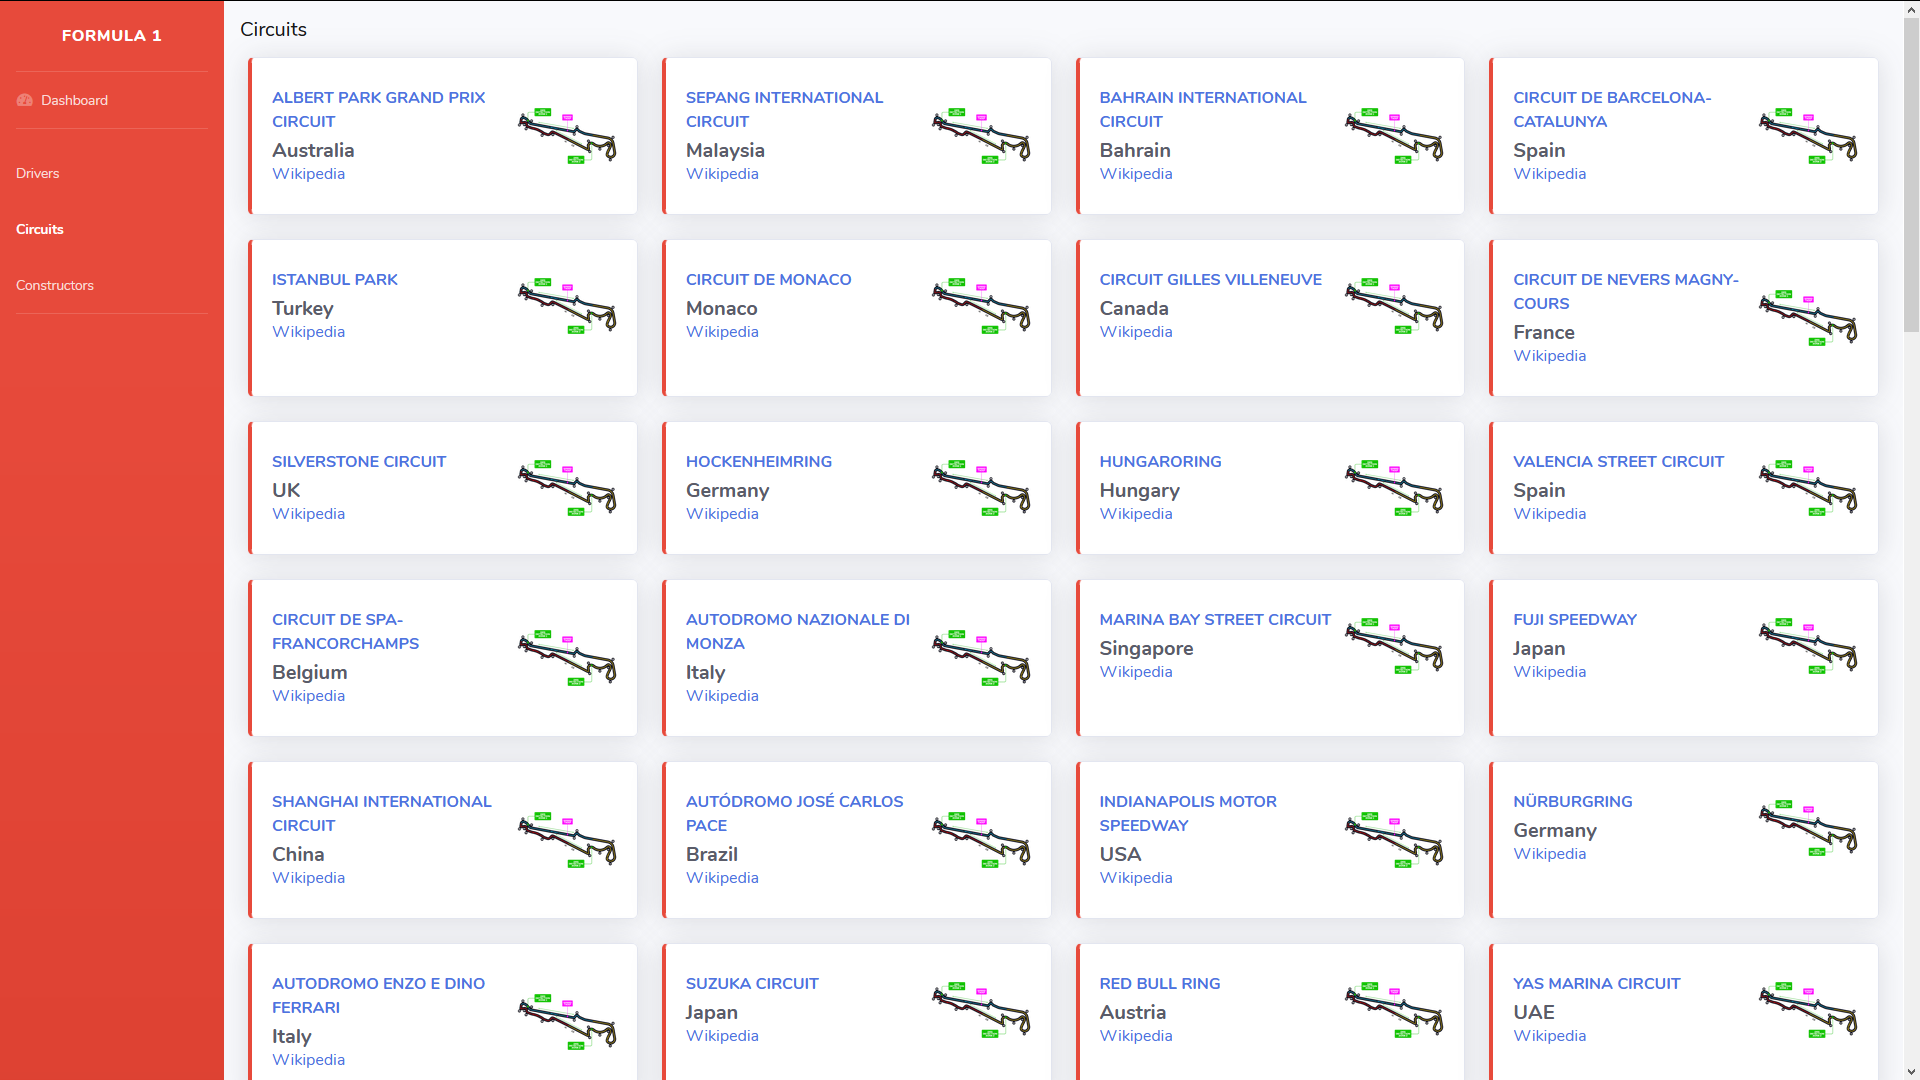 FORMULA 1
Dashboard
Drivers
Circuits
Constructors
Circuits
ALBERT PARK GRAND PRIX
CIRCUIT
Australia
Wikipedia
SEPANG INTERNATIONAL
CIRCUIT
Malaysia
Wikipedia
BAHRAIN INTERNATIONAL
CIRCUIT
Bahrain
Wikipedia
CIRCUIT DE BARCELONA-
CATALUNYA
Spain
Wikipedia
ISTANBUL PARK
Turkey
Wikipedia
CIRCUIT DE MONACO
Monaco
Wikipedia
CIRCUIT GILLES VILLENEUVE
Canada
Wikipedia
CIRCUIT DE NEVERS MAGNY-
COURS
France
Wikipedia
SILVERSTONE CIRCUIT
UK
Wikipedia
HOCKENHEIMRING
Germany
Wikipedia
HUNGARORING
Hungary
Wikipedia
VALENCIA STREET CIRCUIT
Spain
Wikipedia
CIRCUIT DE SPA-
FRANCORCHAMPS
Belgium
Wikipedia
AUTODROMO NAZIONALE DI
MONZA
Italy
Wikipedia
MARINA BAY STREET CIRCUIT
Singapore
Wikipedia
FUJI SPEEDWAY
Japan
Wikipedia
SHANGHAI INTERNATIONAL
CIRCUIT
China
Wikipedia
AUTÓDROMO JOSÉ CARLOS
PACE
Brazil
Wikipedia
INDIANAPOLIS MOTOR
SPEEDWAY
USA
Wikipedia
NÜRBURGRING
Germany
Wikipedia
AUTODROMO ENZO E DINO
FERRARI
Italy
Wikipedia
SUZUKA CIRCUIT
Japan
Wikipedia
RED BULL RING
Austria
Wikipedia
YAS MARINA CIRCUIT
UAE
Wikipedia